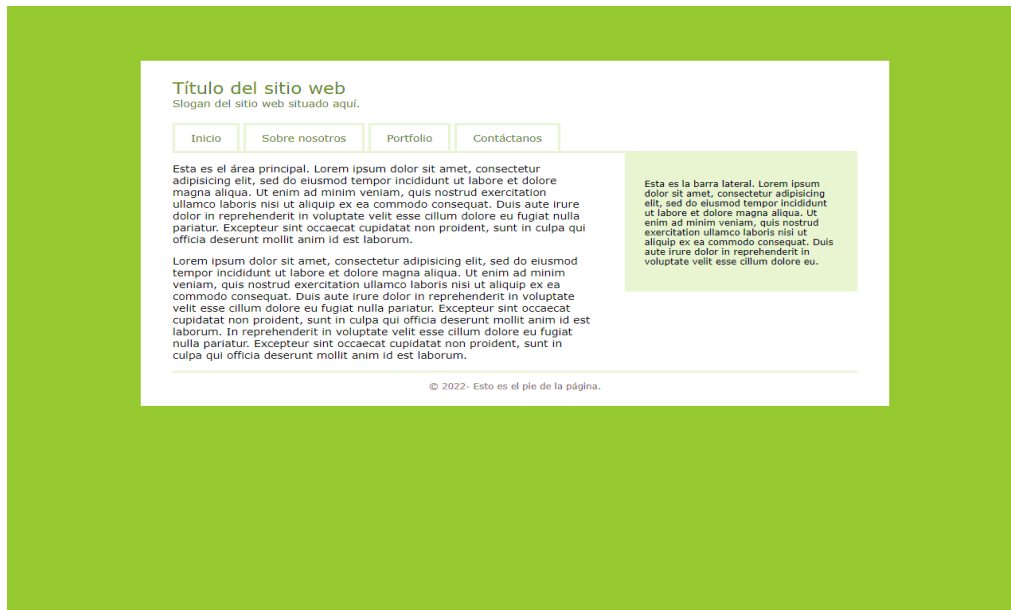 Título del sitio web
Slogan del sitio web situado aquí.
Inicio
Sobre nosotros
Portfolio
Contáctanos
Esta es el área principal. Lorem ipsum dolor sit amet, consectetur
adipisicing elit, sed do eiusmod tempor incididunt ut labore et dolore
magna aliqua. Ut enim ad minim veniam, quis nostrud exercitation
ullamco laboris nisi ut aliquip ex ea commodo consequat. Duis aute irure
dolor in reprehenderit in voluptate velit esse cillum dolore eu fugiat nulla
pariatur. Excepteur sint occaecat cupidatat non proident, sunt in culpa qui
officia deserunt mollit anim id est laborum.
Lorem ipsum dolor sit amet, consectetur adipisicing elit, sed do eiusmod
tempor incididunt ut labore et dolore magna aliqua. Ut enim ad minim
veniam, quis nostrud exercitation ullamco laboris nisi ut aliquip ex ea
commodo consequat. Duis aute irure dolor in reprehenderit in voluptate
velit esse cillum dolore eu fugiat nulla pariatur. Excepteur sint occaecat
cupidatat non proident, sunt in culpa qui officia deserunt mollit anim id est
laborum. In reprehenderit in voluptate velit esse cillum dolore eu fugiat
nulla pariatur. Excepteur sint occaecat cupidatat non proident, sunt in
culpa qui officia deserunt mollit anim id est laborum.
Esta es la barra lateral. Lorem ipsum
dolor sit amet, consectetur adipisicing
elit, sed do eiusmod tempor incididunt
ut labore et dolore magna aliqua. Ut
enim ad minim veniam, quis nostrud
exercitation ullamco laboris nisi ut
aliquip ex ea commodo consequat. Duis
aute irure dolor in reprehenderit in
voluptate velit esse cillum dolore eu.
© 2022- Esto es el pie de la página.